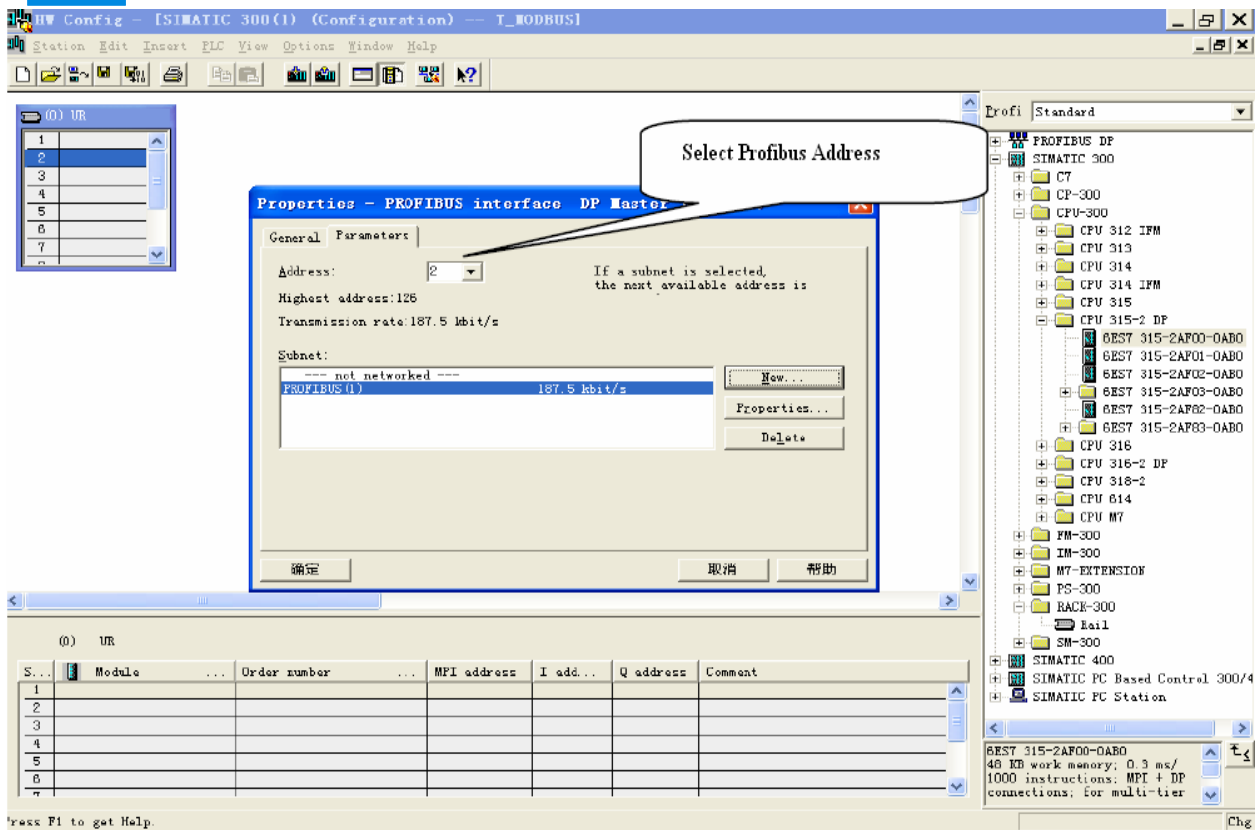 HW Config - [SIMATIC 300(1) (Configuration) -- T_MODBUS]
Station Edit Insert PLC View Options Window Help
(0) UR
1
2
3
4
5
6
7
Select Profibus Address
Properties - PROFIBUS interface DP Master
General Parameters
Address: 2
If a subnet is selected,
the next available address is
Highest address:126
Transmission rate:187.5 kbit/s
Subnet:
--- not networked ---
PROFIBUS(1) 187.5 kbit/s
New...
Properties...
Delete
确定 取消 帮助
Profi Standard
PROFIBUS DP
SIMATIC 300
C7
CP-300
CPU-300
CPU 312 IFM
CPU 313
CPU 314
CPU 314 IFM
CPU 315
CPU 315-2 DP
6ES7 315-2AF00-0AB0
6ES7 315-2AF01-0AB0
6ES7 315-2AF02-0AB0
6ES7 315-2AF03-0AB0
6ES7 315-2AF82-0AB0
6ES7 315-2AF83-0AB0
CPU 316
CPU 316-2 DP
CPU 318-2
CPU 614
CPU M7
FM-300
IM-300
M7-EXTENSION
PS-300
RACK-300
Rail
SM-300
SIMATIC 400
SIMATIC PC Based Control 300/4
SIMATIC PC Station
6ES7 315-2AF00-0AB0
48 KB work memory; 0.3 ms/
1000 instructions; MPI + DP
connections; for multi-tier
(0) UR
S... Module ... Order number ... MPI address I add... Q address Comment
1
2
3
4
5
6
7
Press F1 to get Help.
Chg